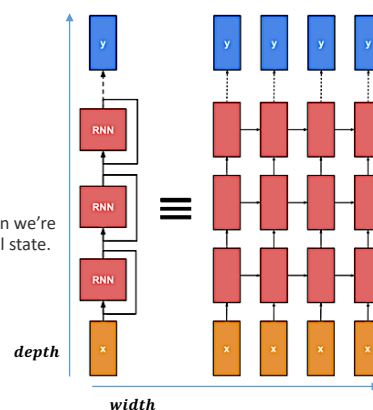 y y y y y
RNN
RNN
n we're
l state.
RNN
depth
x x x x x
width